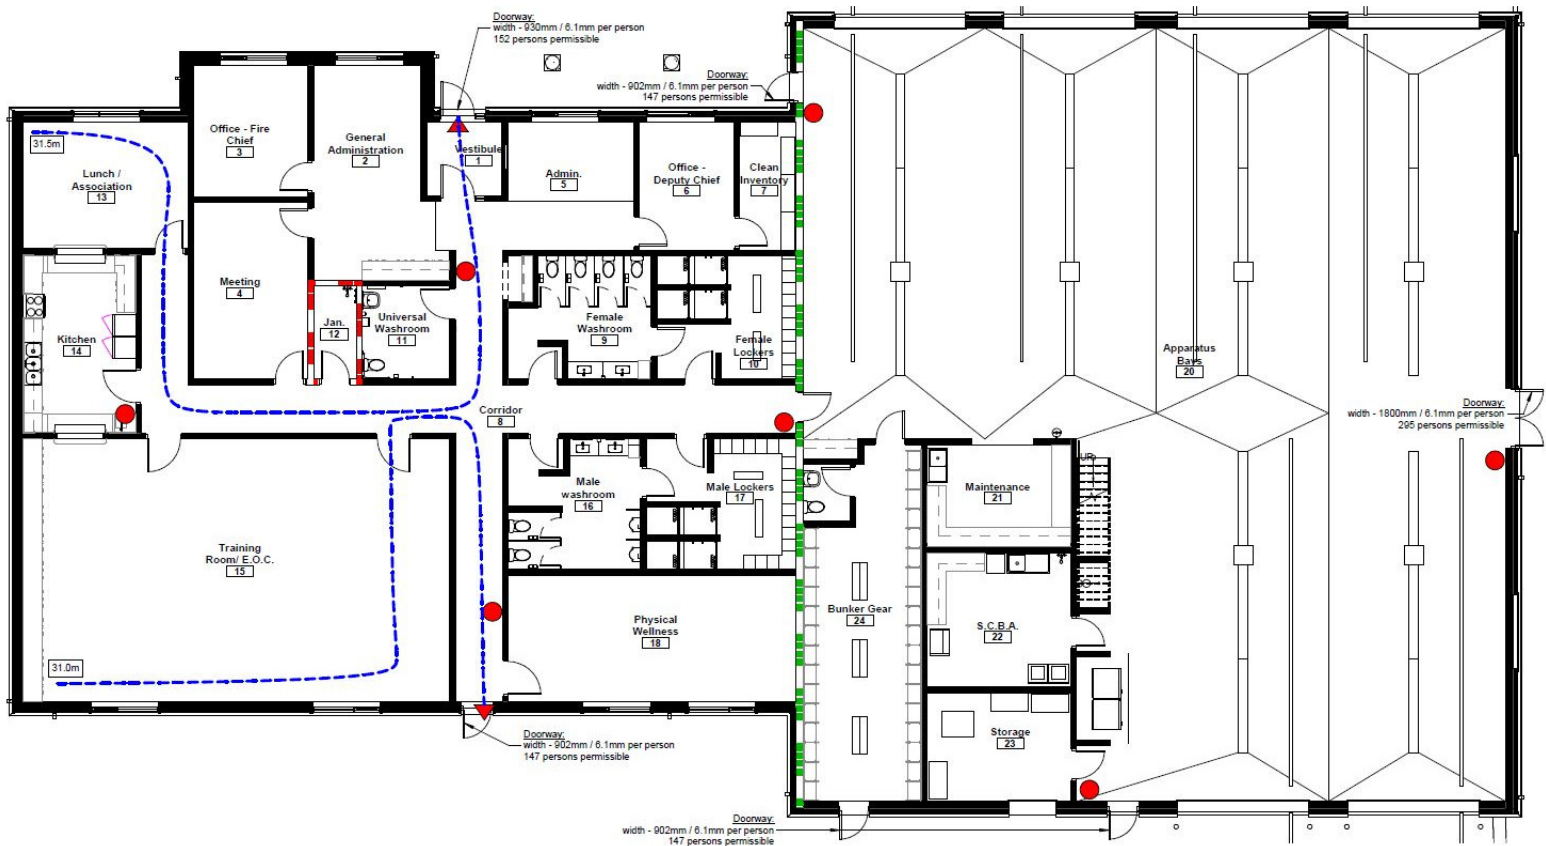 Doorway:
width - 930mm / 6.1mm per person
152 persons permissible
Doorway:
width - 902mm / 6.1mm per person
147 persons permissible
31.5m
Lunch /
Association
13
Office - Fire
Chief
3
General
Administration
2
Vestibule
1
Admin.
5
Office -
Deputy Chief
6
Clean
Inventory
7
Meeting
4
Jan.
12
Universal
Washroom
11
Female
Washroom
9
Female
Lockers
10
Kitchen
14
Apparatus
Bays
20
Corridor
8
Doorway:
width - 1800mm / 6.1mm per person
295 persons permissible
UP
Male
washroom
16
Male Lockers
17
Maintenance
21
Training
Room/ E.O.C.
15
Physical
Wellness
18
Bunker Gear
24
S.C.B.A.
22
31.0m
Storage
23
Doorway:
width - 902mm / 6.1mm per person
147 persons permissible
Doorway:
width - 902mm / 6.1mm per person
147 persons permissible